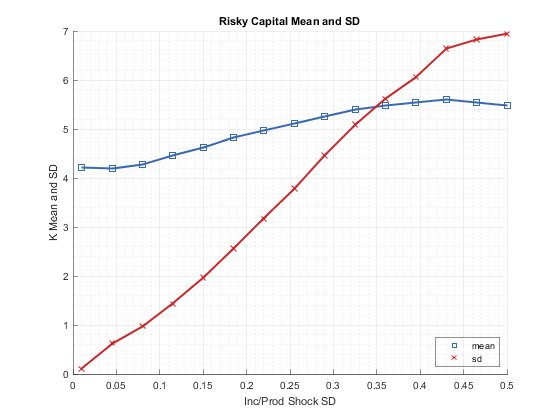 Risky Capital Mean and SD
K Mean and SD
7
6
5
4
3
2
1
0
0 0.05 0.1 0.15 0.2 0.25 0.3 0.35 0.4 0.45 0.5
Inc/Prod Shock SD
mean
sd